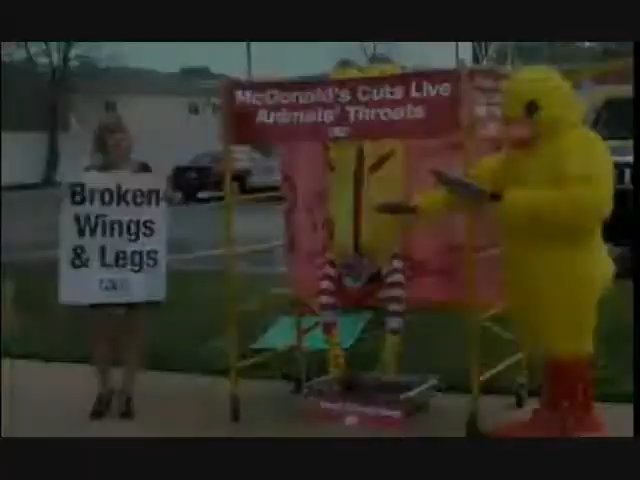 McDonald's Cuts Live
Animals' Throats
Broken
Wings
& Legs